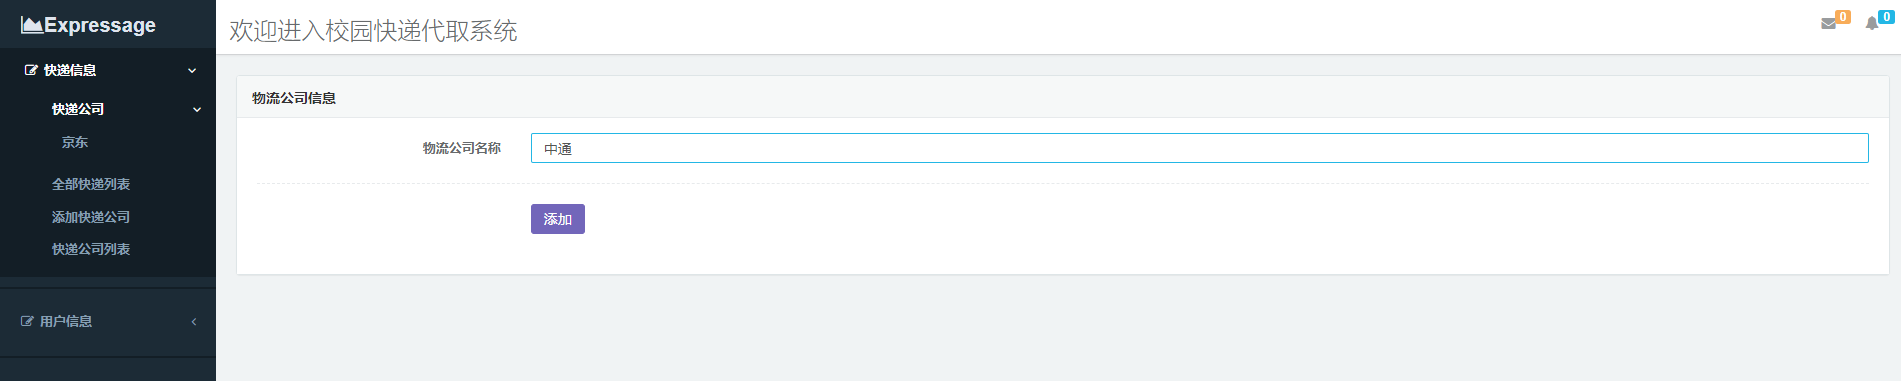 Expressage
欢迎进入校园快递代取系统
0
0
快递信息
快递公司
京东
全部快递列表
添加快递公司
快递公司列表
用户信息
物流公司信息
物流公司名称
中通
添加